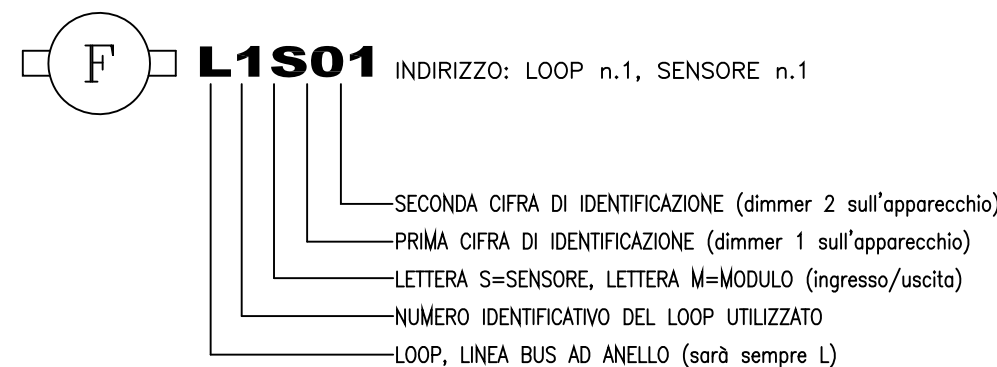 F L1S01 INDIRIZZO: LOOP n.1, SENSORE n.1
SECONDA CIFRA DI IDENTIFICAZIONE (dimmer 2 sull'apparecchio)
PRIMA CIFRA DI IDENTIFICAZIONE (dimmer 1 sull'apparecchio)
LETTERA S=SENSORE, LETTERA M=MODULO (ingresso/uscita)
NUMERO IDENTIFICATIVO DEL LOOP UTILIZZATO
LOOP, LINEA BUS AD ANELLO (sarà sempre L)